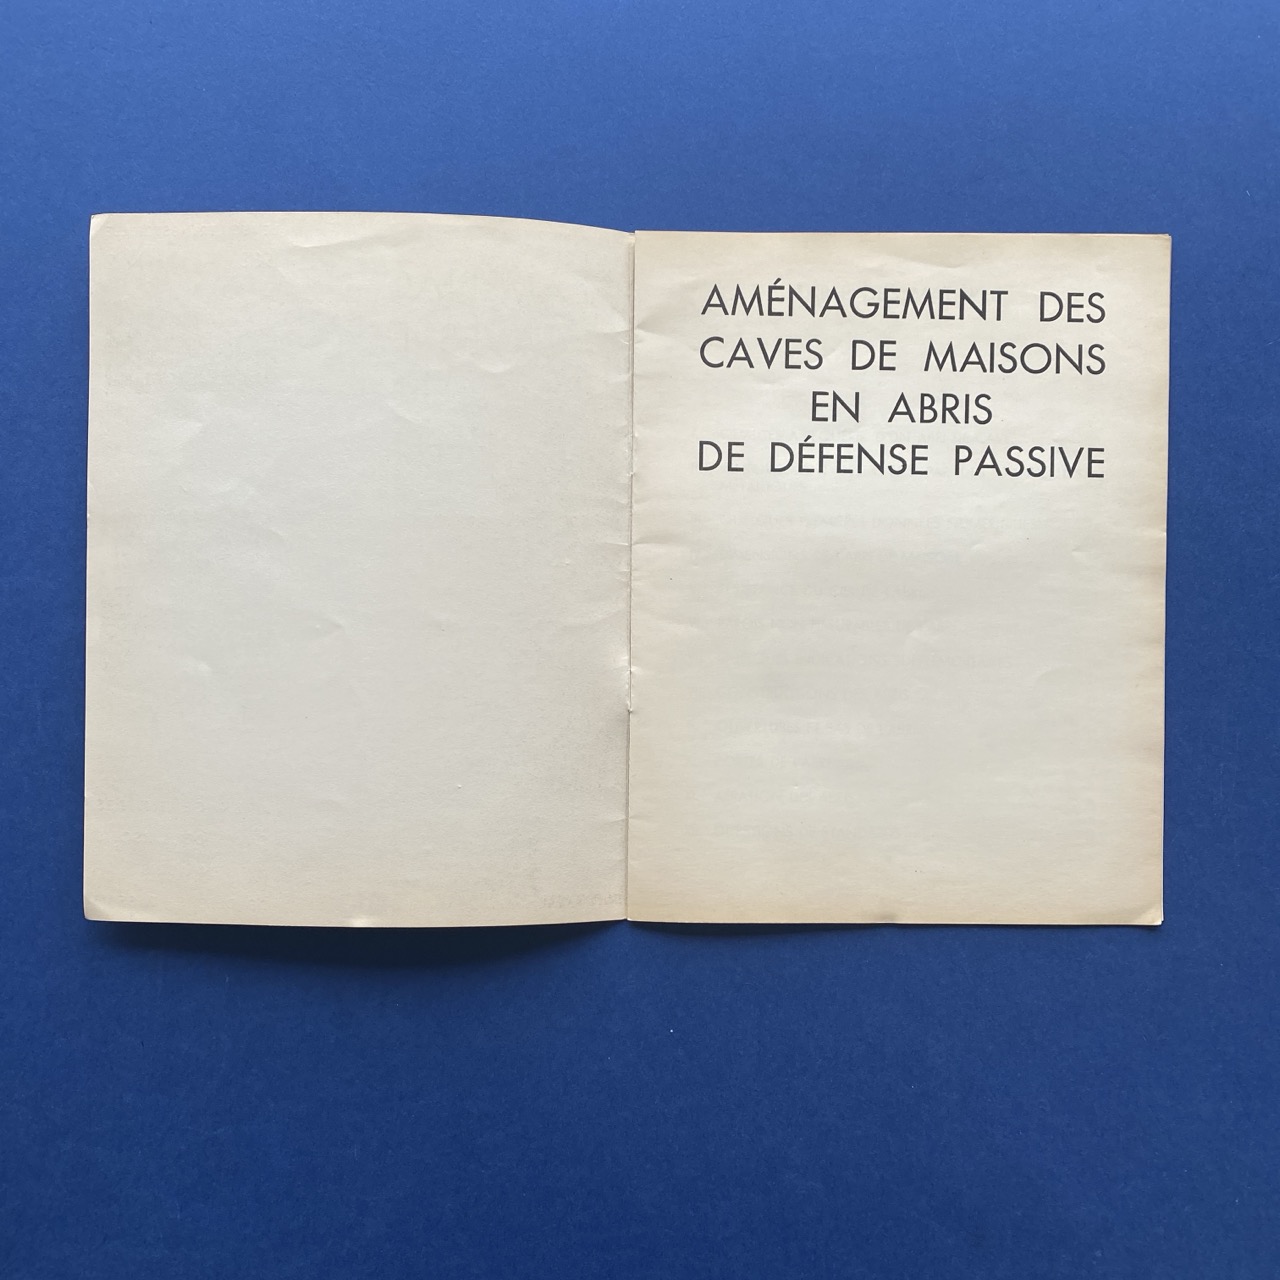 AMÉNAGEMENT DES
CAVES DE MAISONS
EN ABRIS
DE DÉFENSE PASSIVE